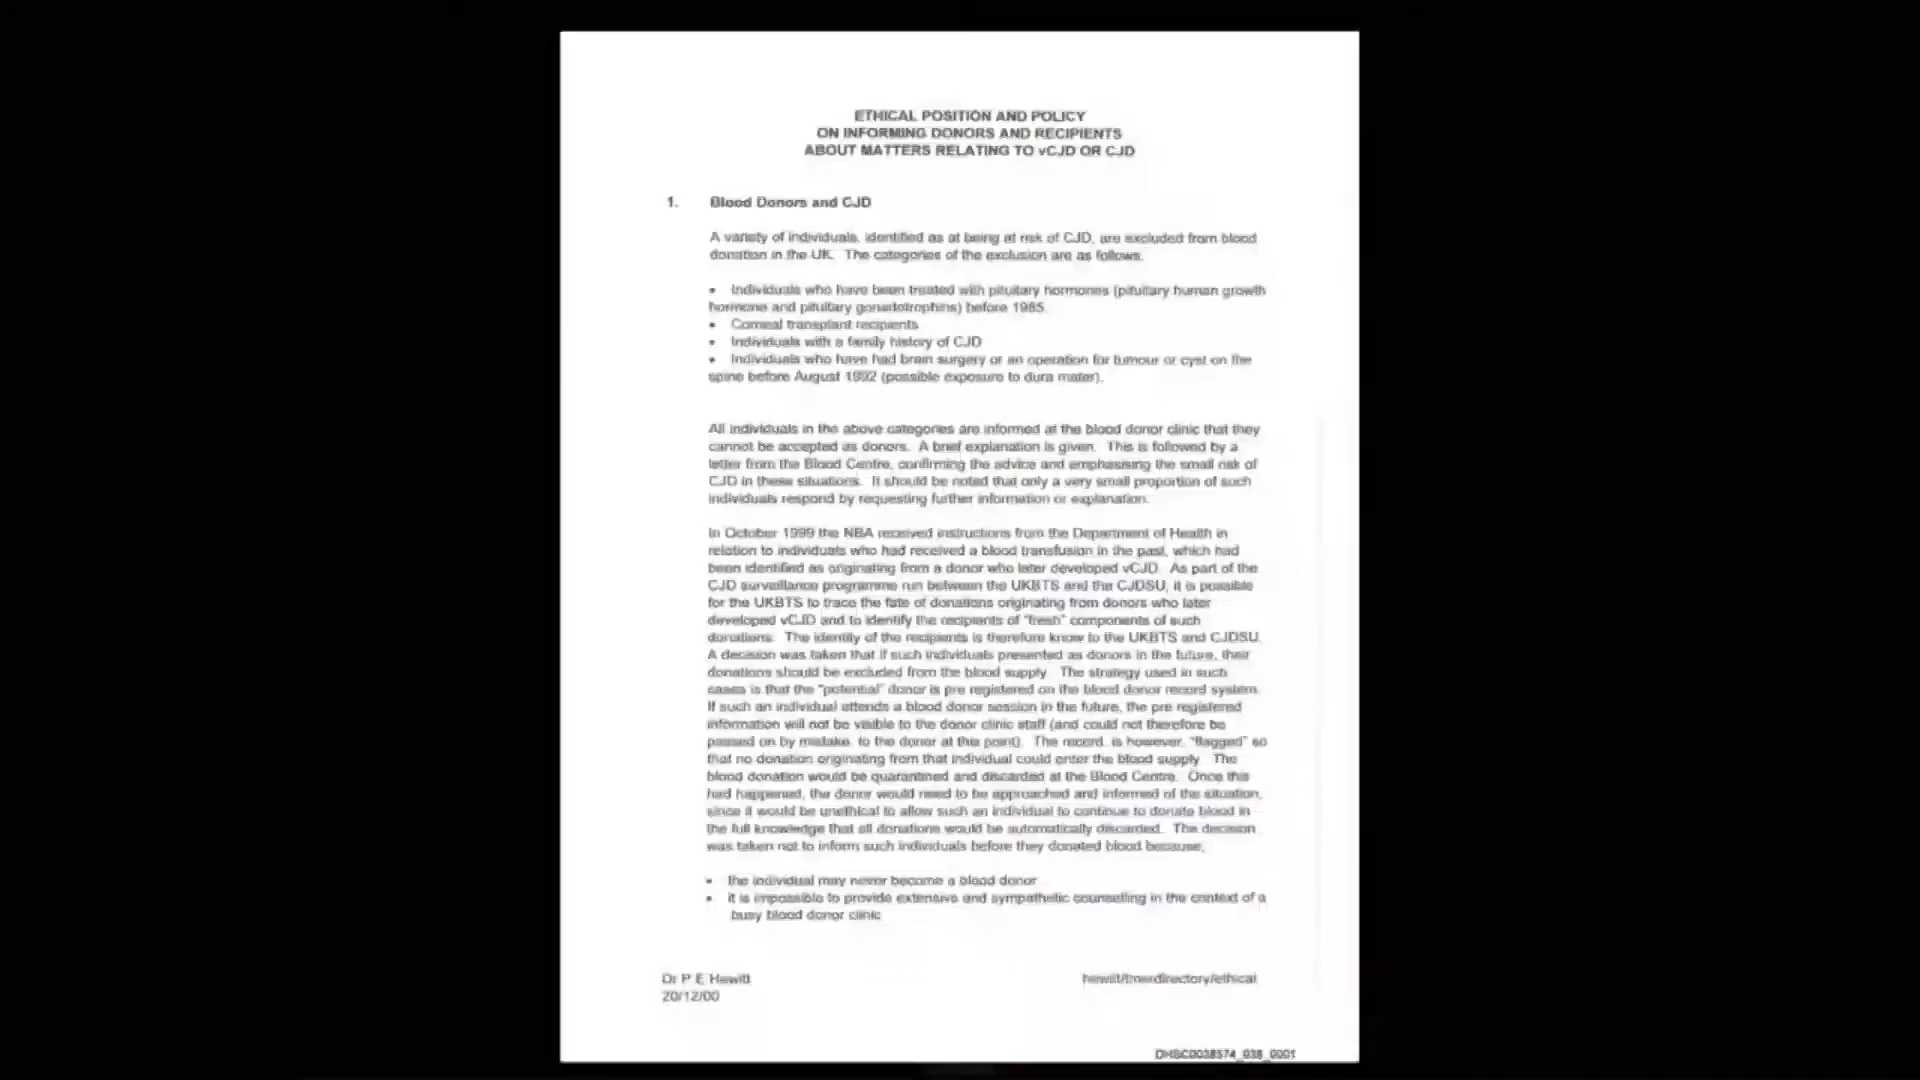 ETHICAL POSITION AND POLICY
ON INFORMING DONORS AND RECIPIENTS
ABOUT MATTERS RELATING TO vCJD OR CJD
1. Blood Donors and CJD
A variety of individuals, identified as at being at risk of CJD, are excluded from blood
donation in the UK. The categories of the exclusion are as follows:
• Individuals who have been treated with pituitary hormones (pituitary human growth
hormone and pituitary gonadotrophins) before 1985.
• Corneal transplant recipients
• Individuals with a family history of CJD
• Individuals who have had brain surgery or an operation for tumour or cyst on the
spine before August 1992 (possible exposure to dura mater).
All individuals in the above categories are informed at the blood donor clinic that they
cannot be accepted as donors. A brief explanation is given. This is followed by a
letter from the Blood Centre, confirming the advice and emphasising the small risk of
CJD in these situations. It should be noted that only a very small proportion of such
individuals respond by requesting further information or explanation.
In October 1999 the NBA received instructions from the Department of Health in
relation to individuals who had received a blood transfusion in the past, which had
been identified as originating from a donor who later developed vCJD. As part of the
CJD surveillance programme run between the UKBTS and the CJDSU, it is possible
for the UKBTS to trace the fate of donations originating from donors who later
developed vCJD and to identify the recipients of "fresh" components of such
donations. The identity of the recipients is therefore know to the UKBTS and CJDSU.
A decision was taken that if such individuals presented as donors in the future, their
donations should be excluded from the blood supply. The strategy used in such
cases is that the "potential" donor is pre registered on the blood donor record system.
If such an individual attends a blood donor session in the future, the pre registered
information will not be visible to the donor clinic staff (and could not therefore be
passed on by mistake, to the donor at this point). The record, is however, "flagged" so
that no donation originating from that individual could enter the blood supply. The
blood donation would be quarantined and discarded at the Blood Centre. Once this
had happened, the donor would need to be approached and informed of the situation,
since it would be unethical to allow such an individual to continue to donate blood in
the full knowledge that all donations would be automatically discarded. The decision
was taken not to inform such individuals before they donated blood because;
• the individual may never become a blood donor
• it is impossible to provide extensive and sympathetic counselling in the context of a
busy blood donor clinic
Dr P E Hewitt hewitt/tmerdirectory/ethical
20/12/00
DHSC0038574_038_0001